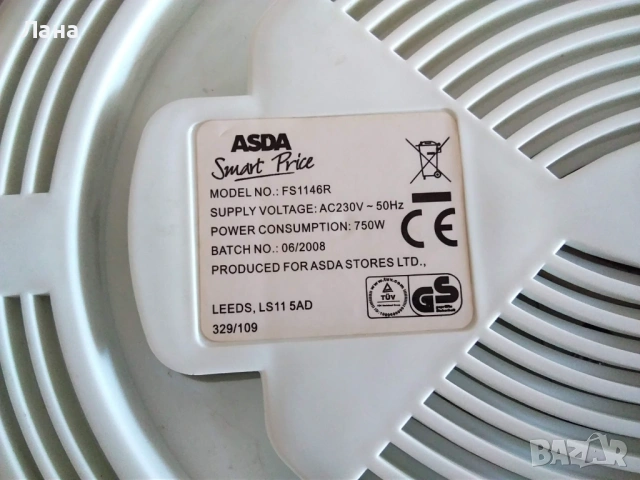 Лана
ASDA
Smart Price
MODEL NO.: FS1146R
SUPPLY VOLTAGE: AC230V ~ 50Hz
POWER CONSUMPTION: 750W
BATCH NO.: 06/2008
PRODUCED FOR ASDA STORES LTD.,
LEEDS, LS11 5AD
329/109
CE
TÜV
GS
BAZAR